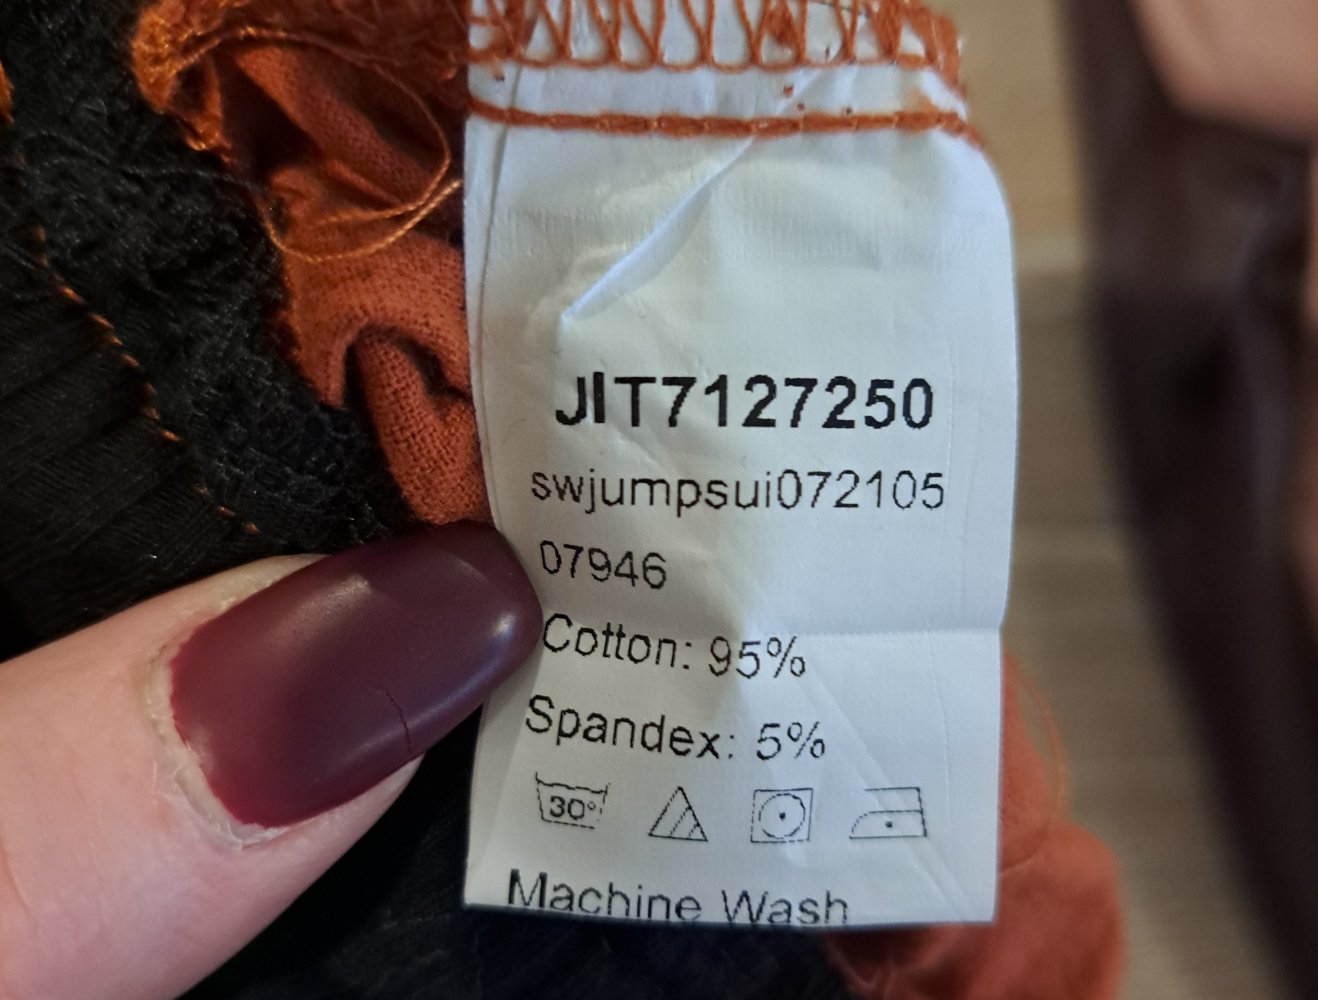 JIT7127250
swjumpsui072105
07946
Cotton: 95%
Spandex: 5%
30°
Machine Wash